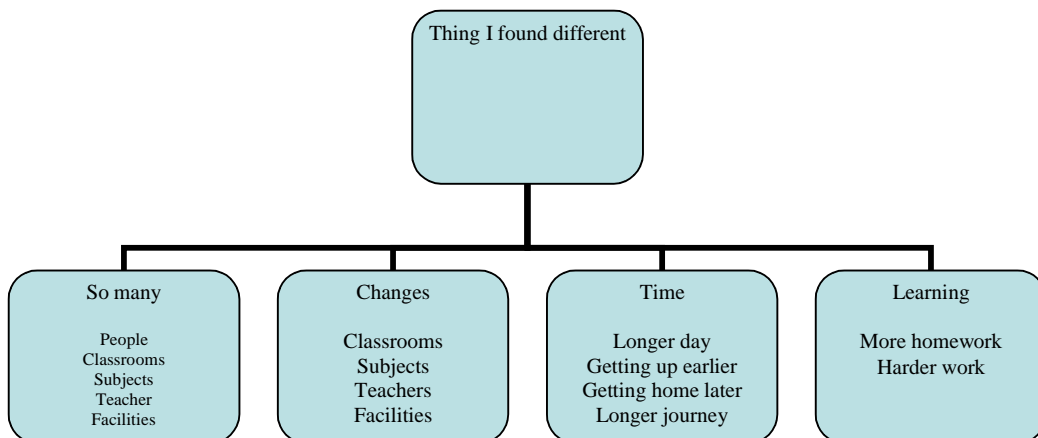 Thing I found different
So many
People
Classrooms
Subjects
Teacher
Facilities
Changes
Classrooms
Subjects
Teachers
Facilities
Time
Longer day
Getting up earlier
Getting home later
Longer journey
Learning
More homework
Harder work